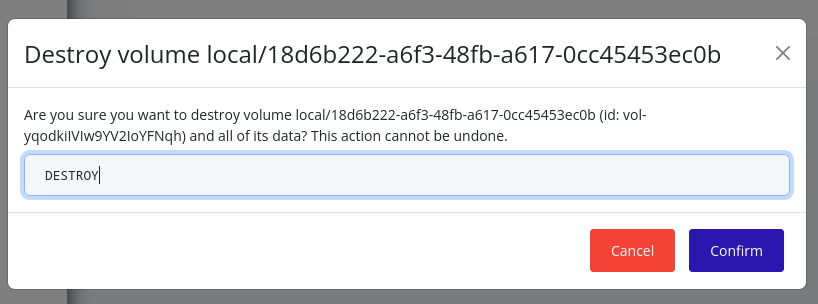 Destroy volume local/18d6b222-a6f3-48fb-a617-0cc45453ec0b
Are you sure you want to destroy volume local/18d6b222-a6f3-48fb-a617-0cc45453ec0b (id: vol-
yqodkiIVIw9YV2IoYFNqh) and all of its data? This action cannot be undone.
DESTROY
Cancel
Confirm